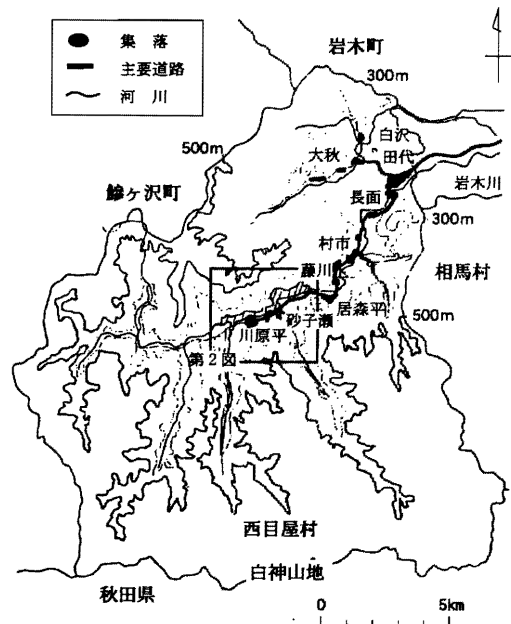 集 落
主要道路
河 川
岩木町
300m
白沢
大秋
田代
500m
岩木川
鰺ヶ沢町
長面
300m
村市
相馬村
藤川
居森平
500m
砂子瀬
川原平
第2図
西目屋村
白神山地
秋田県
0 5km